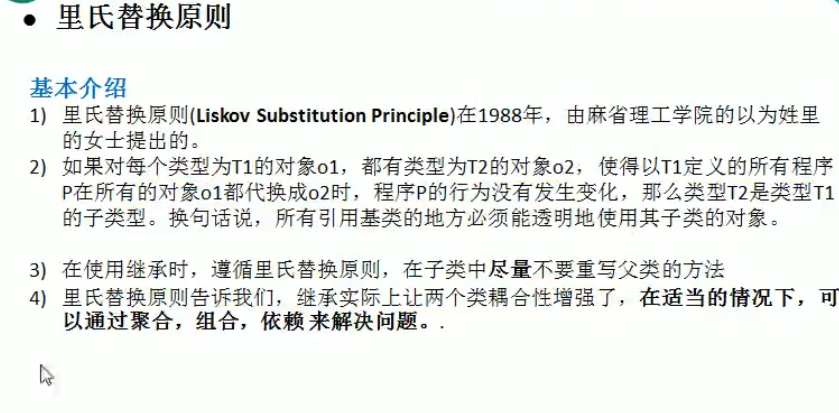 ● 里氏替换原则
基本介绍
1) 里氏替换原则(Liskov Substitution Principle)在1988年，由麻省理工学院的以为姓里
的女士提出的。
2) 如果对每个类型为T1的对象o1，都有类型为T2的对象o2，使得以T1定义的所有程序
P在所有的对象o1都代换成o2时，程序P的行为没有发生变化，那么类型T2是类型T1
的子类型。换句话说，所有引用基类的地方必须能透明地使用其子类的对象。
3) 在使用继承时，遵循里氏替换原则，在子类中尽量不要重写父类的方法
4) 里氏替换原则告诉我们，继承实际上让两个类耦合性增强了，在适当的情况下，可
以通过聚合，组合，依赖 来解决问题。.